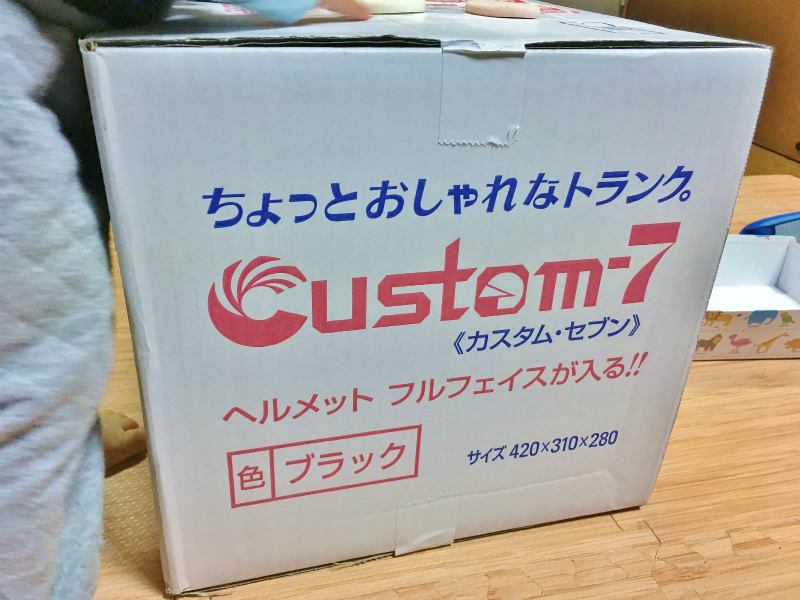 ちょっとおしゃれなトランク。
Custom-7
《カスタム・セブン》
ヘルメット フルフェイスが入る!!
色 ブラック
サイズ 420×310×280